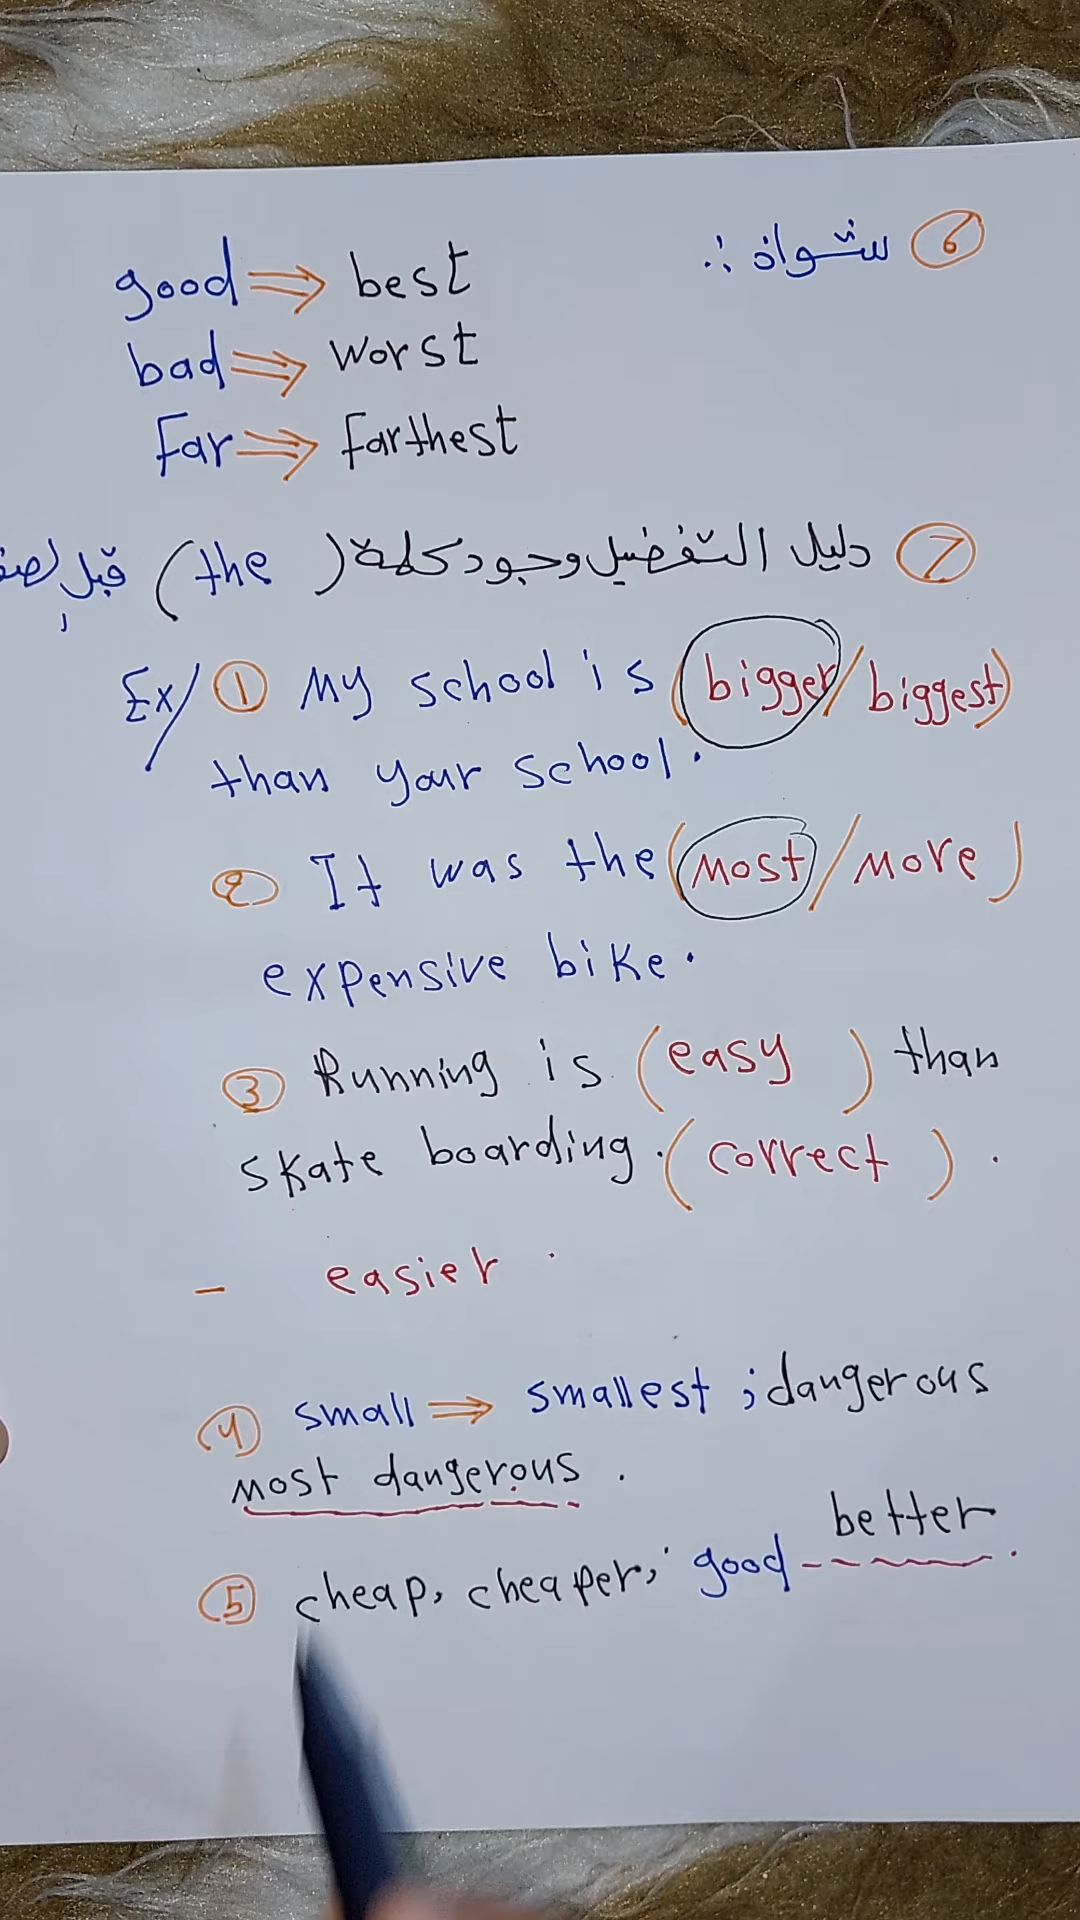 ⑥ شواذ :.
good ⇒ best
bad ⇒ worst
Far ⇒ farthest
⑦ دليل التفضيل وجود كلمة ( the ) قبل
Ex/ ① My school is (bigger/biggest)
than your school.
② It was the (most/more)
expensive bike.
③ Running is (easy ) than
skate boarding. (correct ) .
- easier .
④ small ⇒ smallest ; dangerous
most dangerous .
⑤ cheap, cheaper, good - better .